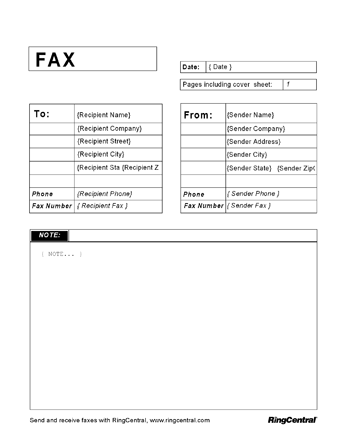 FAX
Date: { Date }
Pages including cover sheet: 1
To: {Recipient Name}
{Recipient Company}
{Recipient Street}
{Recipient City}
{Recipient Sta {Recipient Z
Phone {Recipient Phone}
Fax Number { Recipient Fax }
From: {Sender Name}
{Sender Company}
{Sender Address}
{Sender City}
{Sender State} {Sender Zip
Phone { Sender Phone }
Fax Number { Sender Fax }
NOTE:
{ NOTE... }
Send and receive faxes with RingCentral, www.ringcentral.com
RingCentral